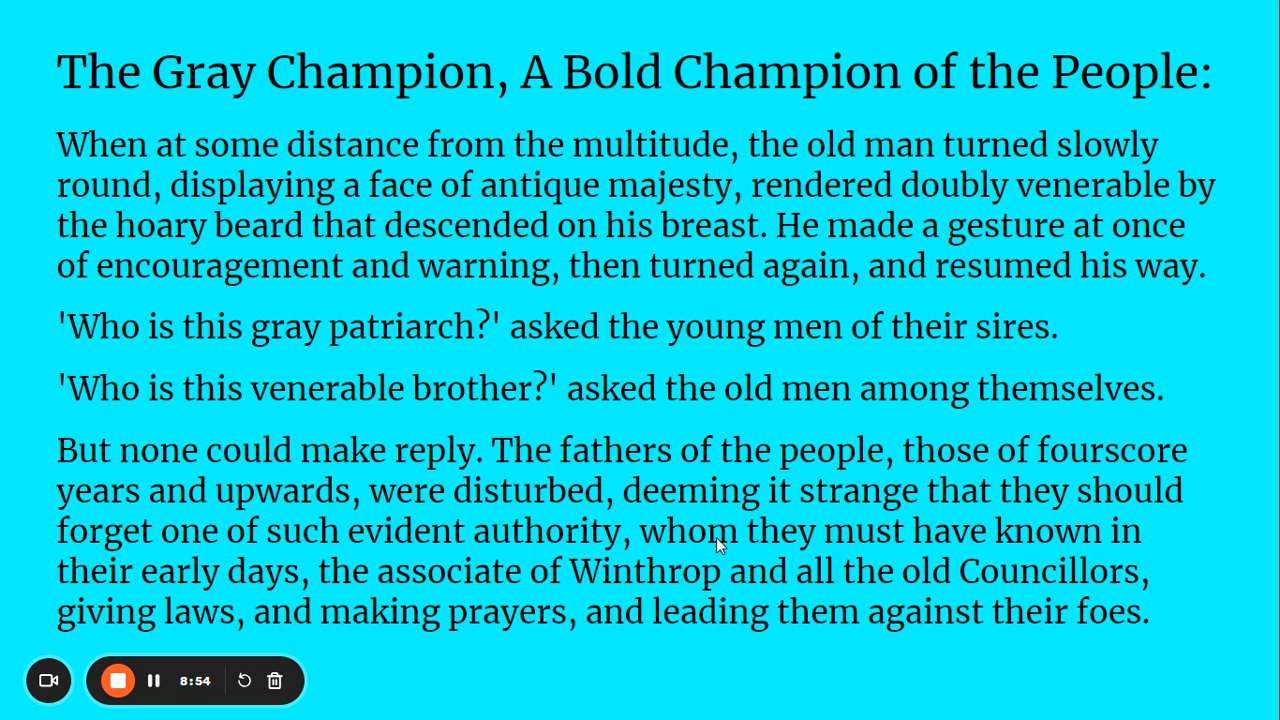 The Gray Champion, A Bold Champion of the People:
When at some distance from the multitude, the old man turned slowly
round, displaying a face of antique majesty, rendered doubly venerable by
the hoary beard that descended on his breast. He made a gesture at once
of encouragement and warning, then turned again, and resumed his way.
'Who is this gray patriarch?' asked the young men of their sires.
'Who is this venerable brother?' asked the old men among themselves.
But none could make reply. The fathers of the people, those of fourscore
years and upwards, were disturbed, deeming it strange that they should
forget one of such evident authority, whom they must have known in
their early days, the associate of Winthrop and all the old Councillors,
giving laws, and making prayers, and leading them against their foes.
8:54